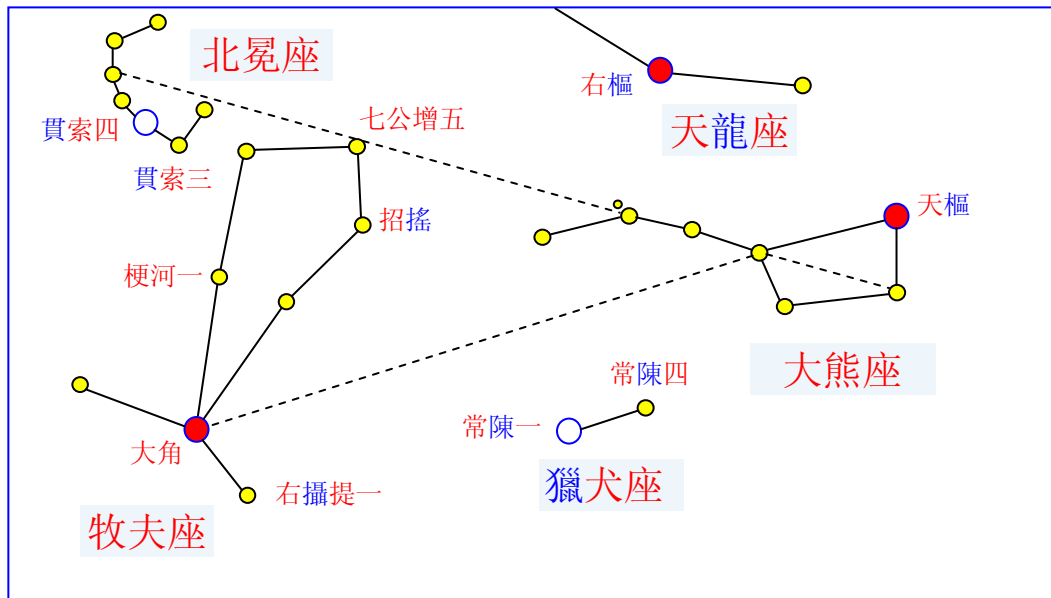 北冕座
右樞
天龍座
七公增五
貫索四
貫索三
招搖
天樞
梗河一
大熊座
常陳四
常陳一
大角
獵犬座
右攝提一
牧夫座